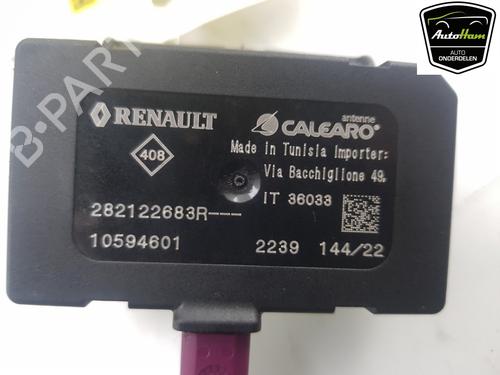 AutoHam
AUTO
ONDERDELEN
B-PARTS
RENAULT
antenne
CALEARO®
408
Made in Tunisia Importer:
Via Bacchiglione 49,
IT 36033
282122683R---
10594601
2239 144/22